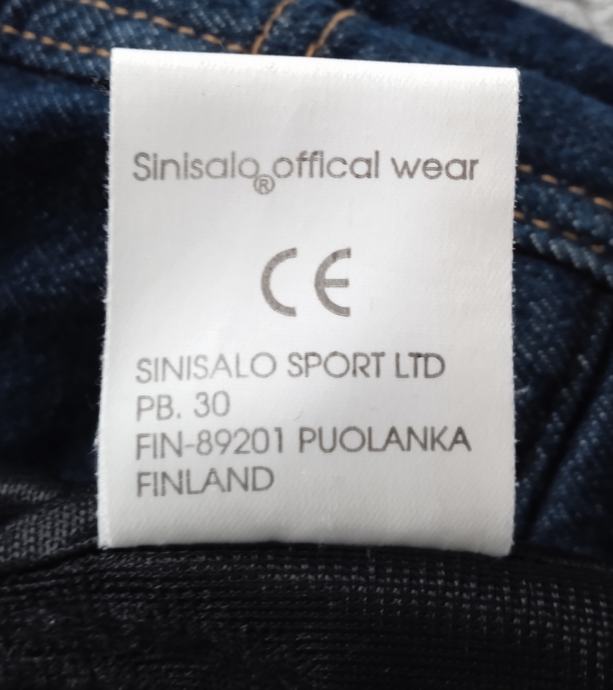 Sinisalo®offical wear
CE
SINISALO SPORT LTD
PB. 30
FIN-89201 PUOLANKA
FINLAND